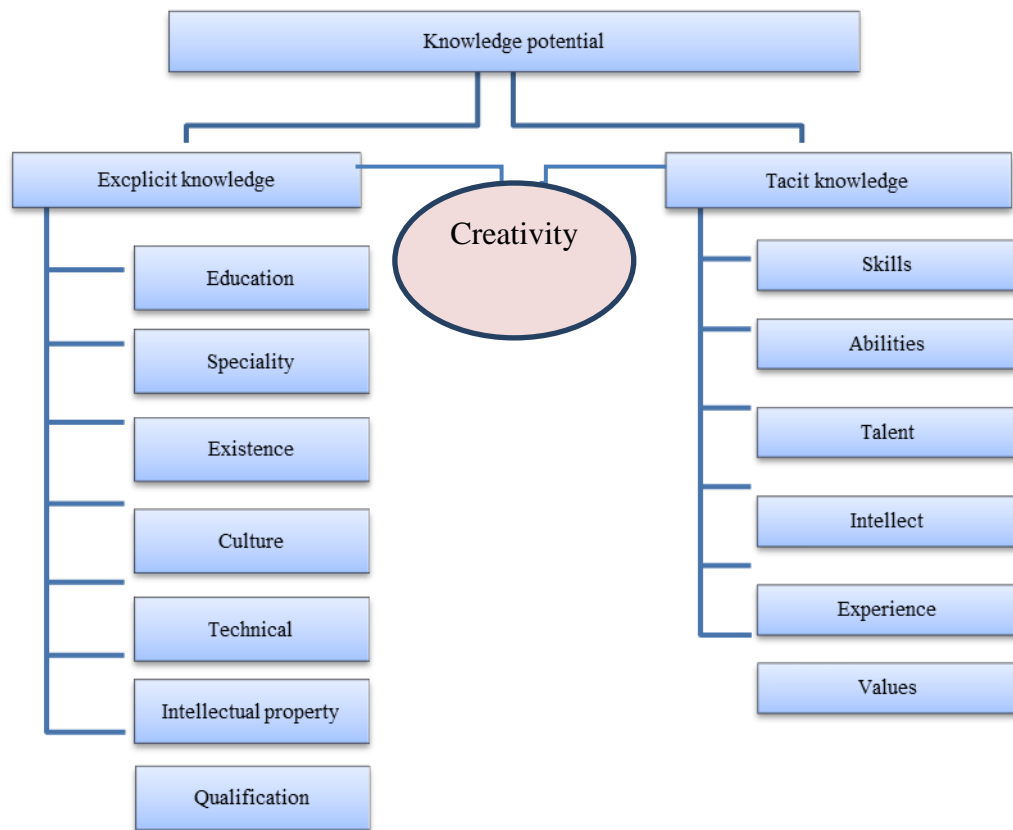 Knowledge potential
Excplicit knowledge
Creativity
Tacit knowledge
Education
Speciality
Existence
Culture
Technical
Intellectual property
Qualification
Skills
Abilities
Talent
Intellect
Experience
Values